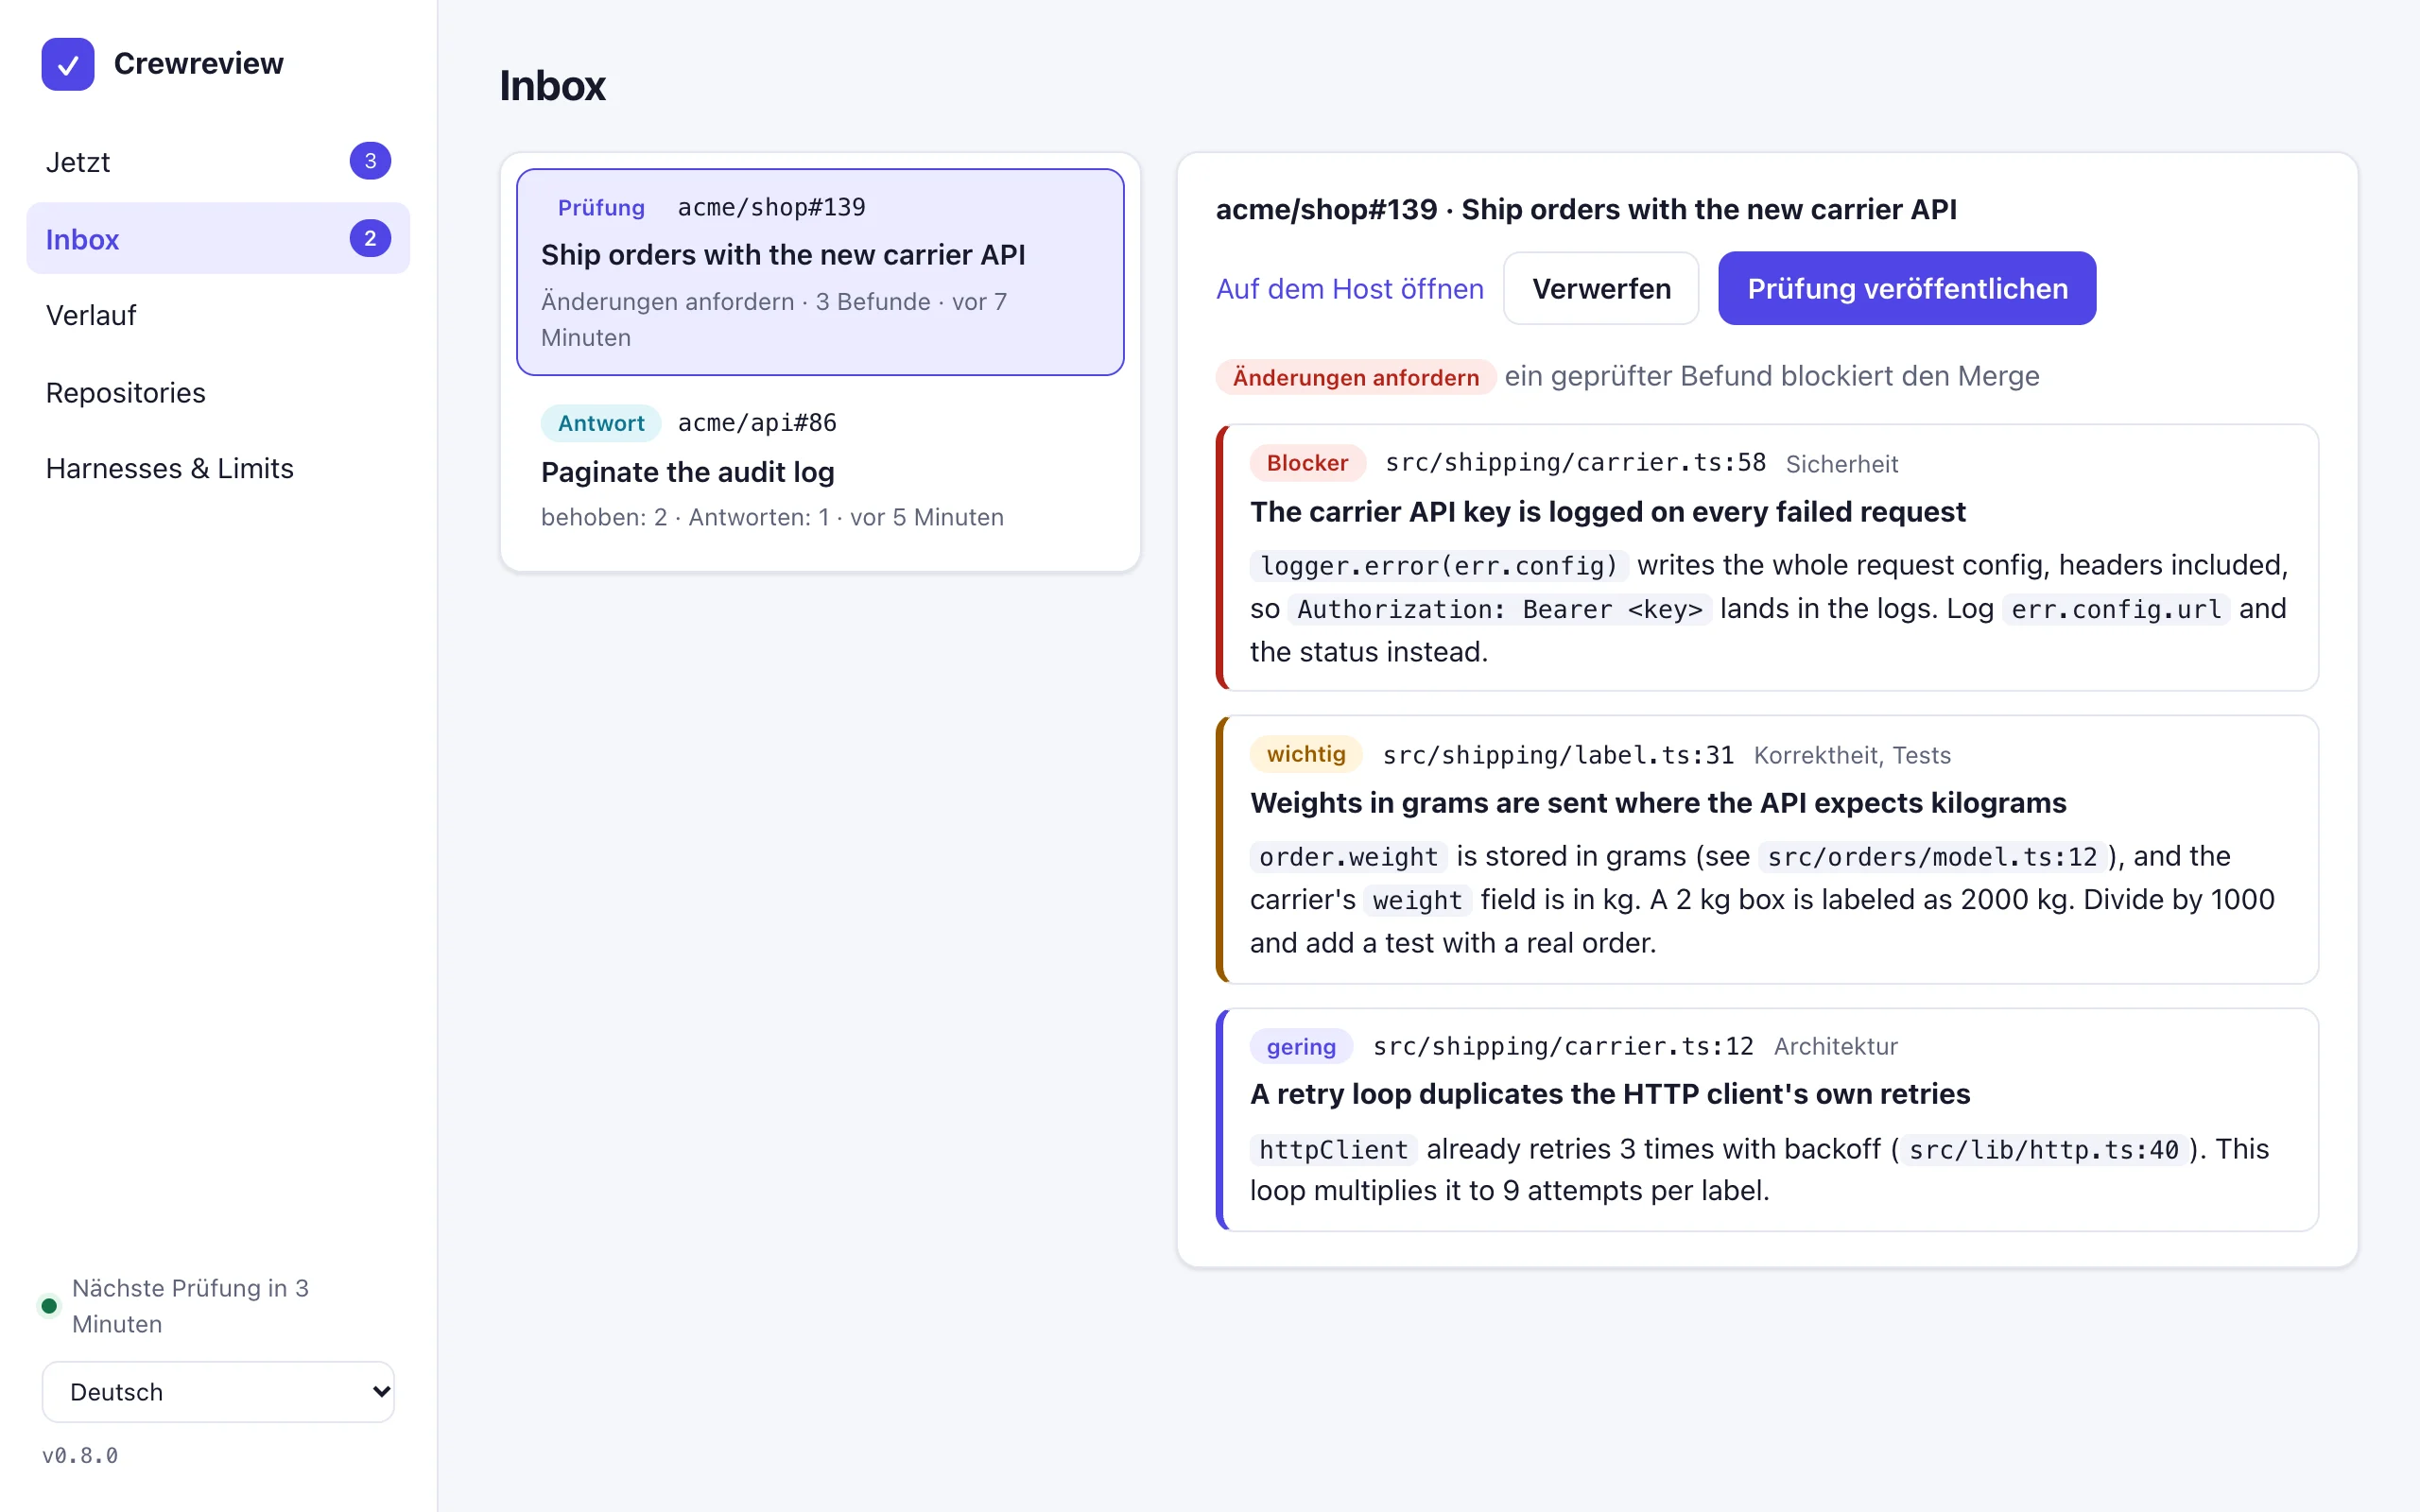 Crewreview
Jetzt 3
Inbox 2
Verlauf
Repositories
Harnesses & Limits
Nächste Prüfung in 3
Minuten
Deutsch
v0.8.0
Inbox
Prüfung acme/shop#139
Ship orders with the new carrier API
Änderungen anfordern · 3 Befunde · vor 7
Minuten
Antwort acme/api#86
Paginate the audit log
behoben: 2 · Antworten: 1 · vor 5 Minuten
acme/shop#139 · Ship orders with the new carrier API
Auf dem Host öffnen Verwerfen Prüfung veröffentlichen
Änderungen anfordern ein geprüfter Befund blockiert den Merge
Blocker src/shipping/carrier.ts:58 Sicherheit
The carrier API key is logged on every failed request
logger.error(err.config) writes the whole request config, headers included,
so Authorization: Bearer <key> lands in the logs. Log err.config.url and
the status instead.
wichtig src/shipping/label.ts:31 Korrektheit, Tests
Weights in grams are sent where the API expects kilograms
order.weight is stored in grams (see src/orders/model.ts:12), and the
carrier's weight field is in kg. A 2 kg box is labeled as 2000 kg. Divide by 1000
and add a test with a real order.
gering src/shipping/carrier.ts:12 Architektur
A retry loop duplicates the HTTP client's own retries
httpClient already retries 3 times with backoff (src/lib/http.ts:40). This
loop multiplies it to 9 attempts per label.